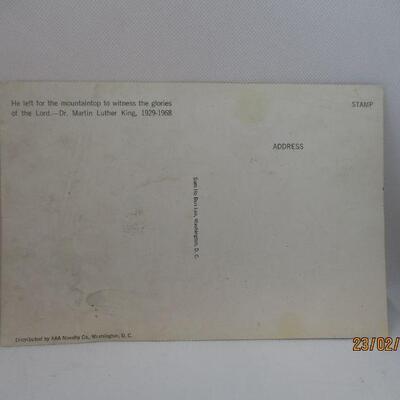 He left for the mountaintop to witness the glories
of the Lord.—Dr. Martin Luther King, 1929-1968
STAMP
ADDRESS
Washington, D. C.
Distributed by AAA Novelty Co., Washington, D. C.
23/02/